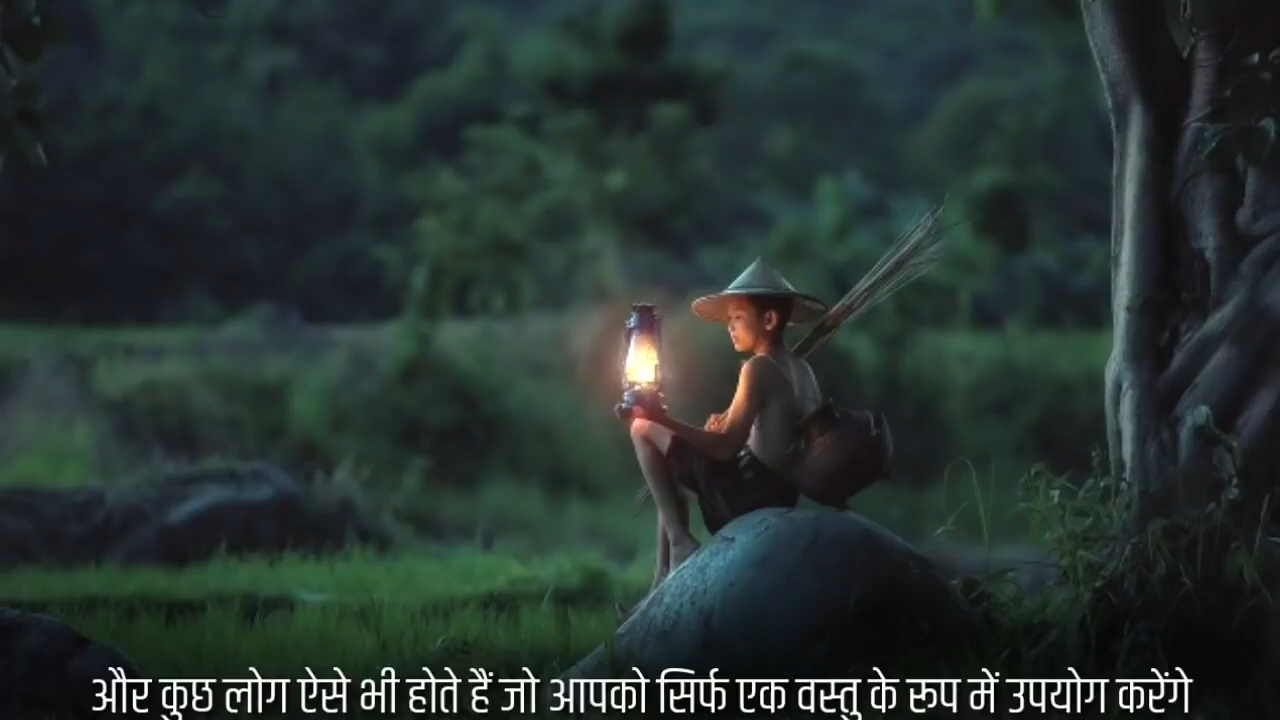 और कुछ लोग ऐसे भी होते हैं जो आपको सिर्फ एक वस्तु के रूप में उपयोग करेंगे